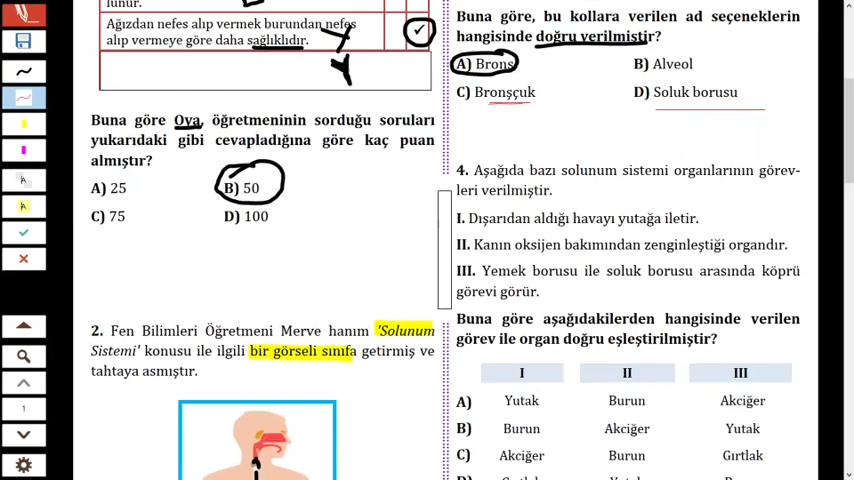 lunur.
Ağızdan nefes alıp vermek burundan nefes
alıp vermeye göre daha sağlıklıdır.
Buna göre Oya, öğretmeninin sorduğu soruları
yukarıdaki gibi cevapladığına göre kaç puan
almıştır?
A) 25
B) 50
C) 75
D) 100
2. Fen Bilimleri Öğretmeni Merve hanım 'Solunum
Sistemi' konusu ile ilgili bir görseli sınıfa getirmiş ve
tahtaya asmıştır.
Buna göre, bu kollara verilen ad seçeneklerin
hangisinde doğru verilmiştir?
A) Bronş
B) Alveol
C) Bronşçuk
D) Soluk borusu
4. Aşağıda bazı solunum sistemi organlarının görev-
leri verilmiştir.
I. Dışarıdan aldığı havayı yutağa iletir.
II. Kanın oksijen bakımından zenginleştiği organdır.
III. Yemek borusu ile soluk borusu arasında köprü
görevi görür.
Buna göre aşağıdakilerden hangisinde verilen
görev ile organ doğru eşleştirilmiştir?
I II III
A) Yutak Burun Akciğer
B) Burun Akciğer Yutak
C) Akciğer Burun Gırtlak
1